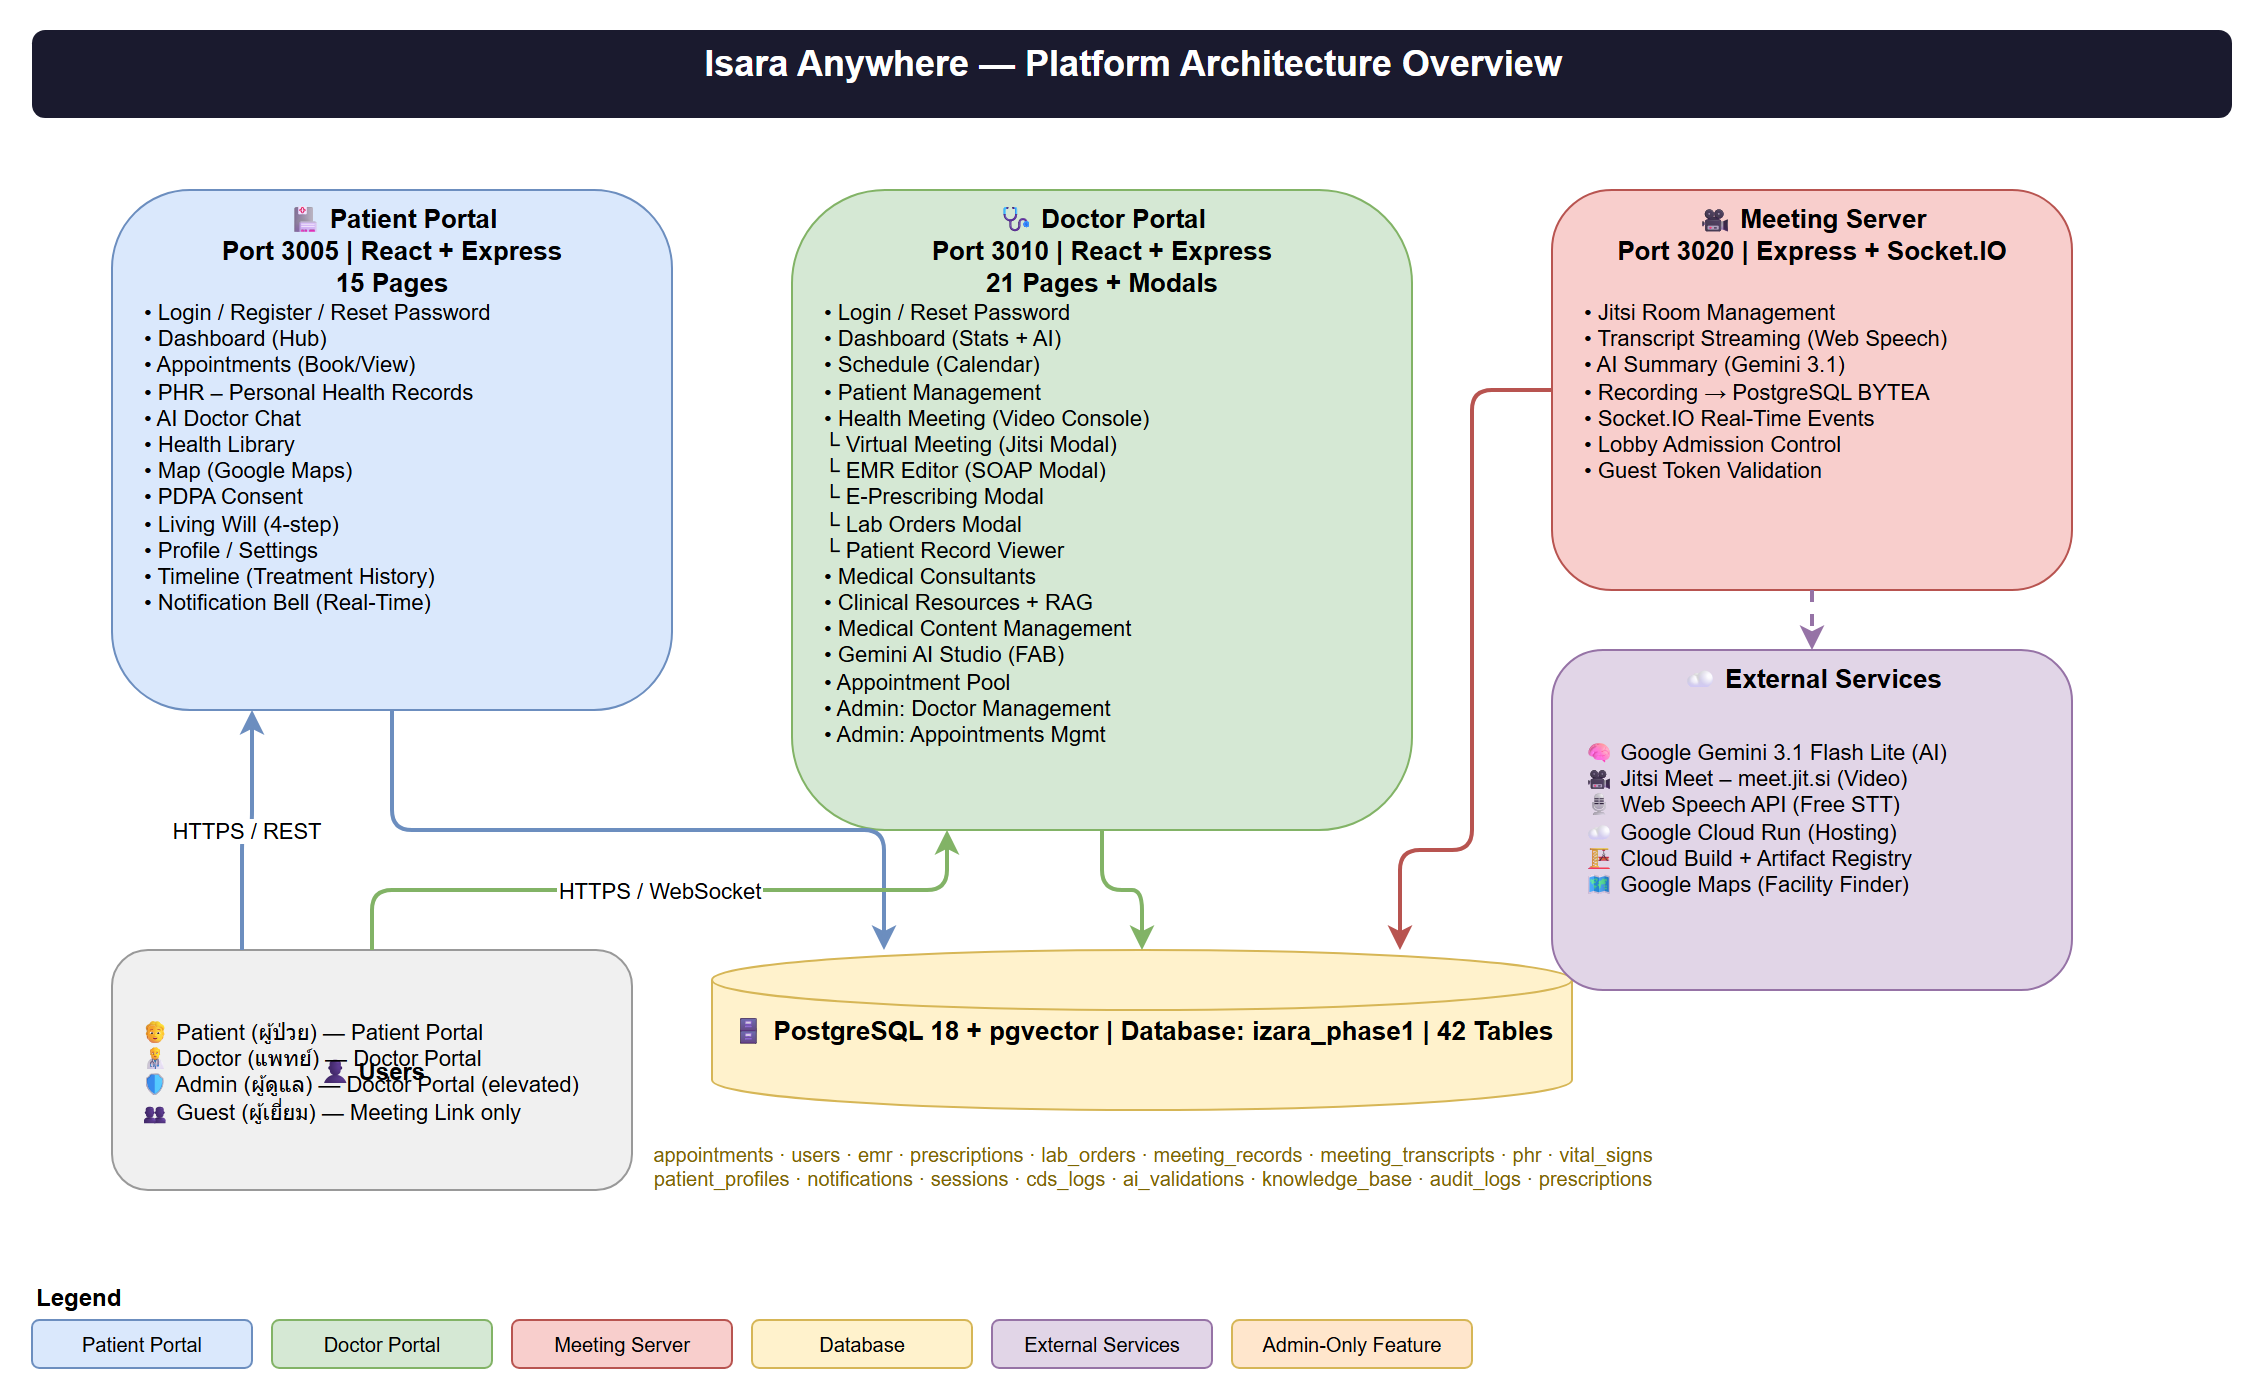 Isara Anywhere — Platform Architecture Overview
Patient Portal
Port 3005 | React + Express
15 Pages
• Login / Register / Reset Password
• Dashboard (Hub)
• Appointments (Book/View)
• PHR – Personal Health Records
• AI Doctor Chat
• Health Library
• Map (Google Maps)
• PDPA Consent
• Living Will (4-step)
• Profile / Settings
• Timeline (Treatment History)
• Notification Bell (Real-Time)
Doctor Portal
Port 3010 | React + Express
21 Pages + Modals
• Login / Reset Password
• Dashboard (Stats + AI)
• Schedule (Calendar)
• Patient Management
• Health Meeting (Video Console)
└ Virtual Meeting (Jitsi Modal)
└ EMR Editor (SOAP Modal)
└ E-Prescribing Modal
└ Lab Orders Modal
└ Patient Record Viewer
• Medical Consultants
• Clinical Resources + RAG
• Medical Content Management
• Gemini AI Studio (FAB)
• Appointment Pool
• Admin: Doctor Management
• Admin: Appointments Mgmt
Meeting Server
Port 3020 | Express + Socket.IO
• Jitsi Room Management
• Transcript Streaming (Web Speech)
• AI Summary (Gemini 3.1)
• Recording → PostgreSQL BYTEA
• Socket.IO Real-Time Events
• Lobby Admission Control
• Guest Token Validation
External Services
Google Gemini 3.1 Flash Lite (AI)
Jitsi Meet – meet.jit.si (Video)
Web Speech API (Free STT)
Google Cloud Run (Hosting)
Cloud Build + Artifact Registry
Google Maps (Facility Finder)
HTTPS / REST
HTTPS / WebSocket
Users
Patient (ผู้ป่วย) — Patient Portal
Doctor (แพทย์) — Doctor Portal
Admin (ผู้ดูแล) — Doctor Portal (elevated)
Guest (ผู้เยี่ยม) — Meeting Link only
PostgreSQL 18 + pgvector | Database: izara_phase1 | 42 Tables
appointments · users · emr · prescriptions · lab_orders · meeting_records · meeting_transcripts · phr · vital_signs
patient_profiles · notifications · sessions · cds_logs · ai_validations · knowledge_base · audit_logs · prescriptions
Legend
Patient Portal
Doctor Portal
Meeting Server
Database
External Services
Admin-Only Feature